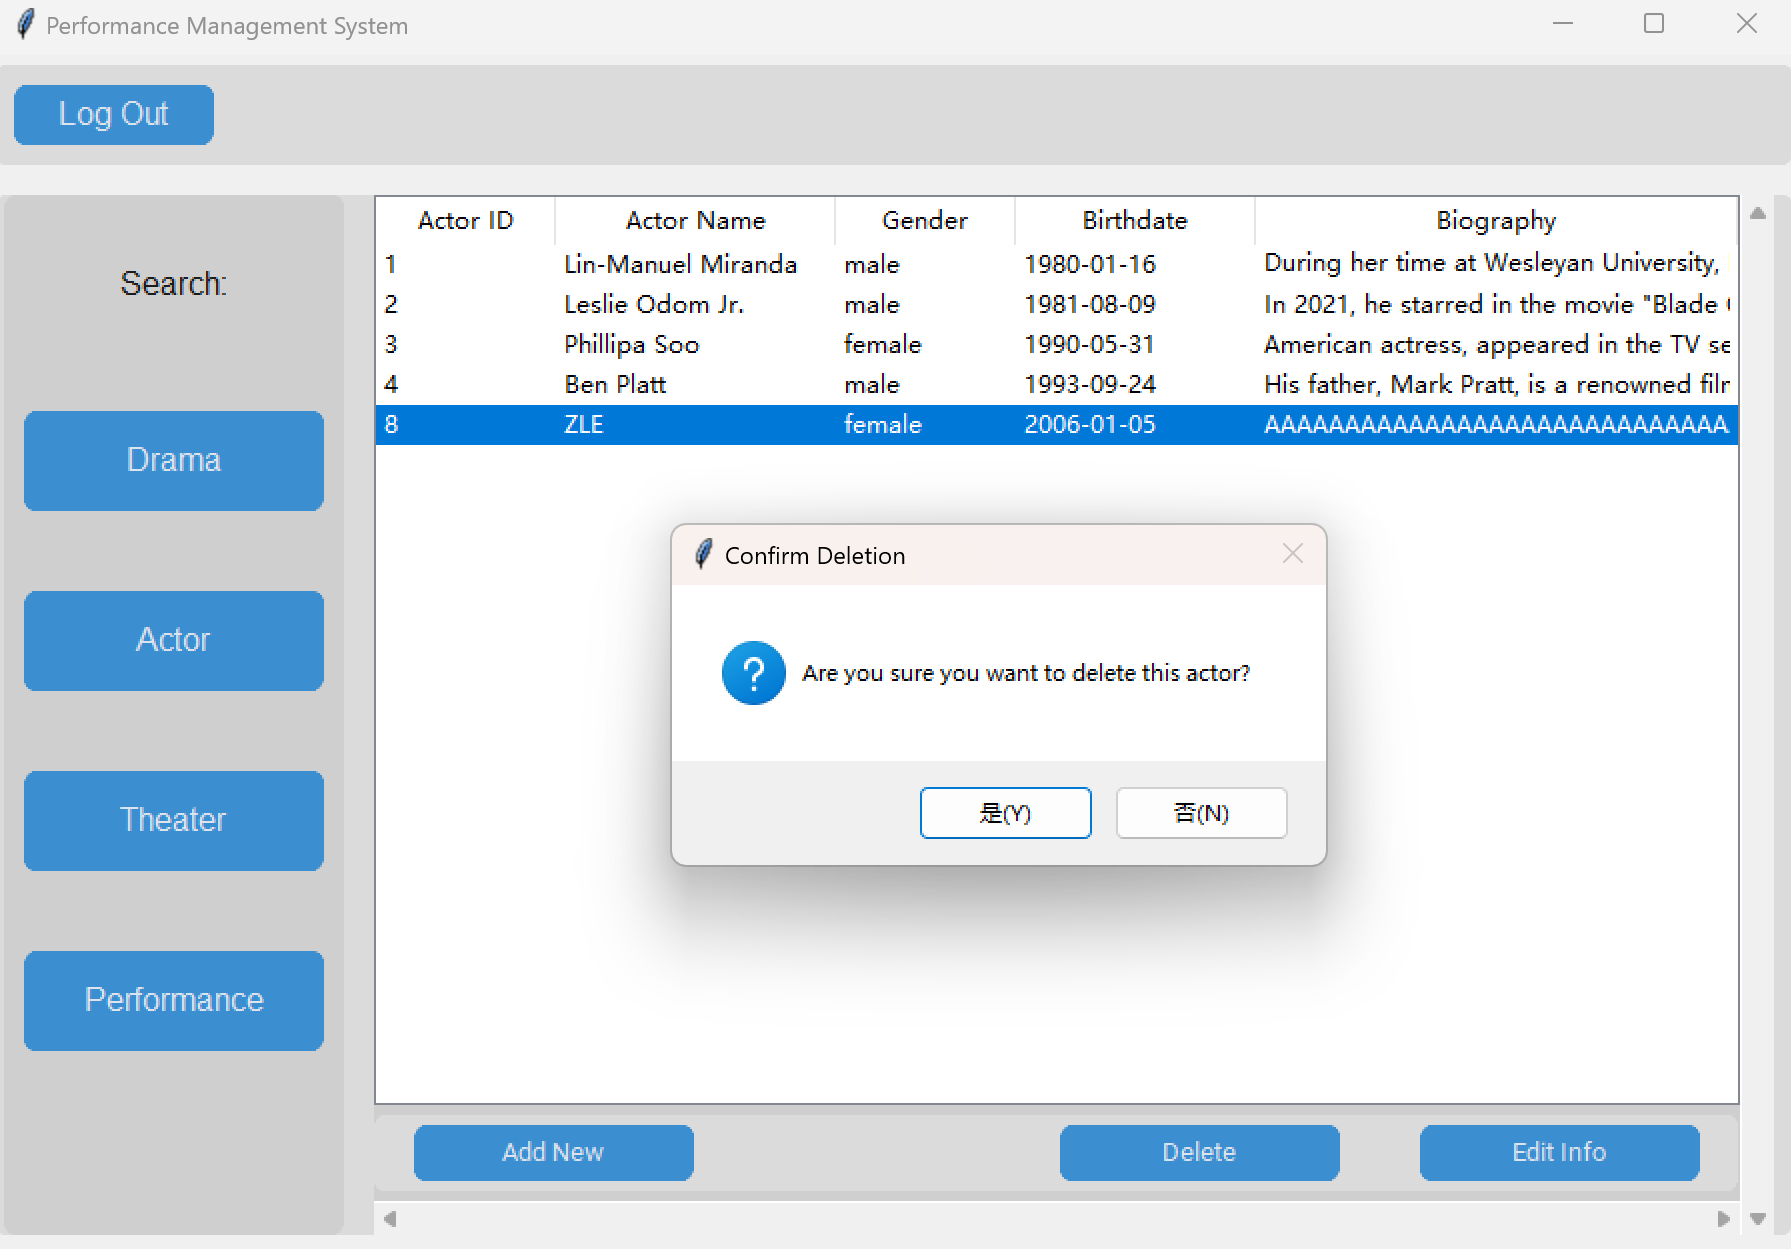 Performance Management System
Log Out
Search:
Drama
Actor
Theater
Performance
Actor ID Actor Name Gender Birthdate Biography
1 Lin-Manuel Miranda male 1980-01-16 During her time at Wesleyan University,
2 Leslie Odom Jr. male 1981-08-09 In 2021, he starred in the movie "Blade
3 Phillipa Soo female 1990-05-31 American actress, appeared in the TV se
4 Ben Platt male 1993-09-24 His father, Mark Pratt, is a renowned filr
8 ZLE female 2006-01-05 AAAAAAAAAAAAAAAAAAAAAAAAAAAAA
Confirm Deletion
Are you sure you want to delete this actor?
是(Y) 否(N)
Add New Delete Edit Info